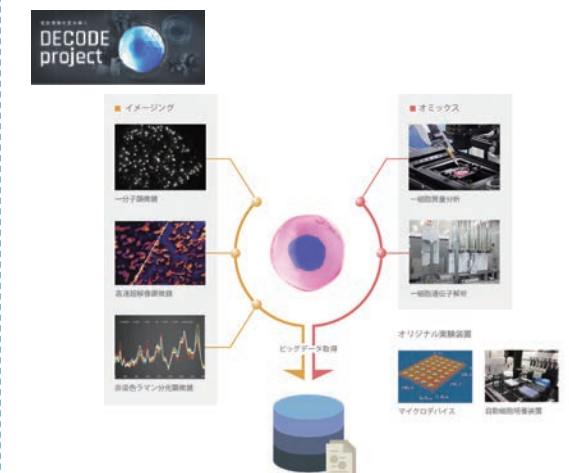 DECODE
project
イメージング
一分子顕微鏡
高速超解像顕微鏡
非染色ラマン分光顕微鏡
オミックス
一細胞質量分析
一細胞遺伝子解析
ビッグデータ取得
オリジナル実験装置
マイクロデバイス
自動細胞培養装置